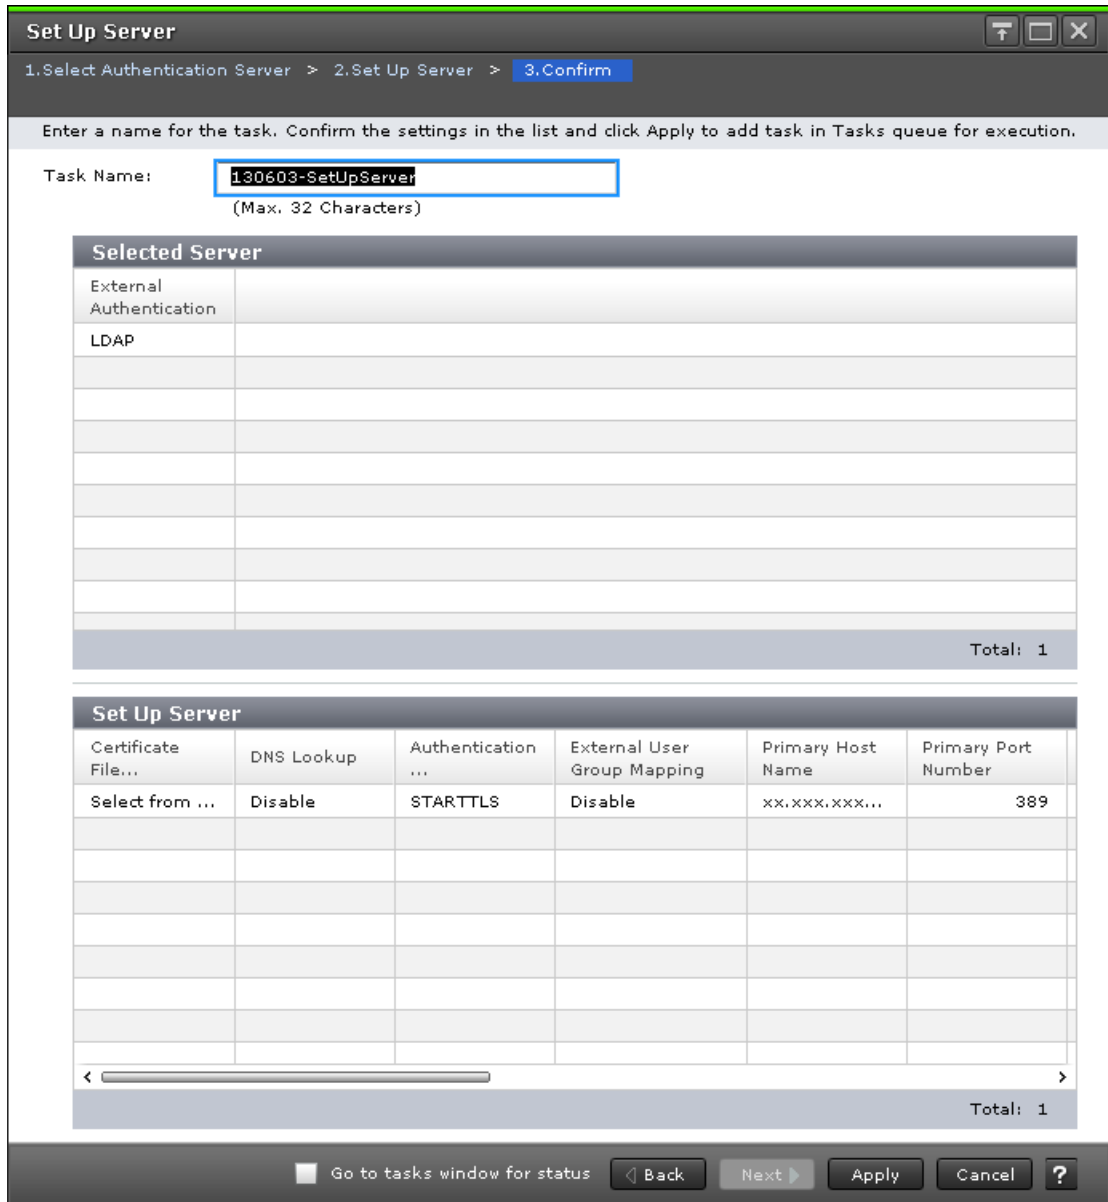 Set Up Server
1.Select Authentication Server > 2.Set Up Server > 3.Confirm
Enter a name for the task. Confirm the settings in the list and click Apply to add task in Tasks queue for execution.
Task Name: 130603-SetUpServer
(Max. 32 Characters)
Selected Server
External
Authentication
LDAP
Total: 1
Set Up Server
Certificate File... DNS Lookup Authentication ... External User Group Mapping Primary Host Name Primary Port Number
Select from ... Disable STARTTLS Disable xx.xxx.xxx... 389
Total: 1
Go to tasks window for status Back Next Apply Cancel ?